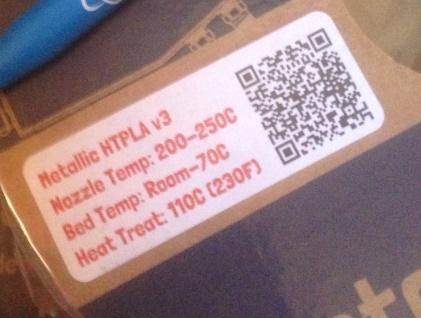 Metallic HTPLA v3
Nozzle Temp: 200-250C
Bed Temp: Room-70C
Heat Treat: 110C (230F)